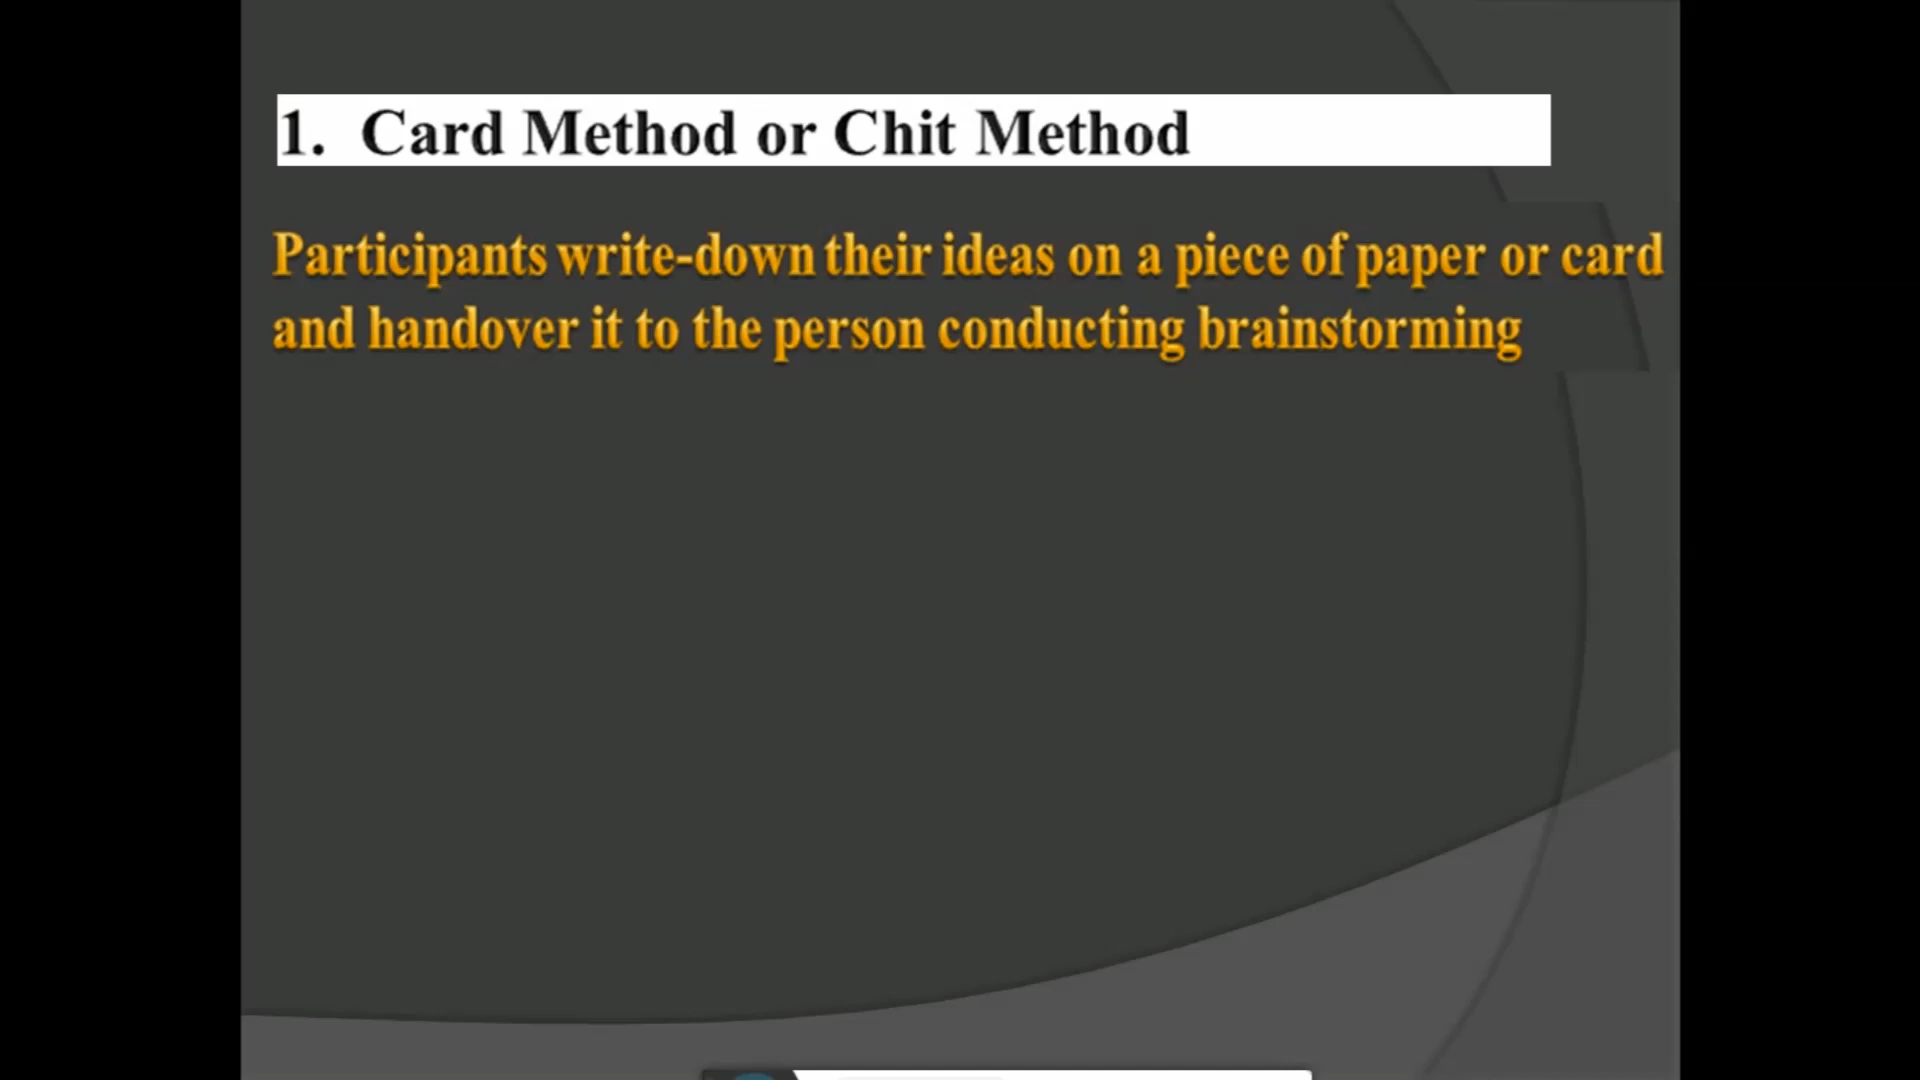 1. Card Method or Chit Method
Participants write-down their ideas on a piece of paper or card
and handover it to the person conducting brainstorming